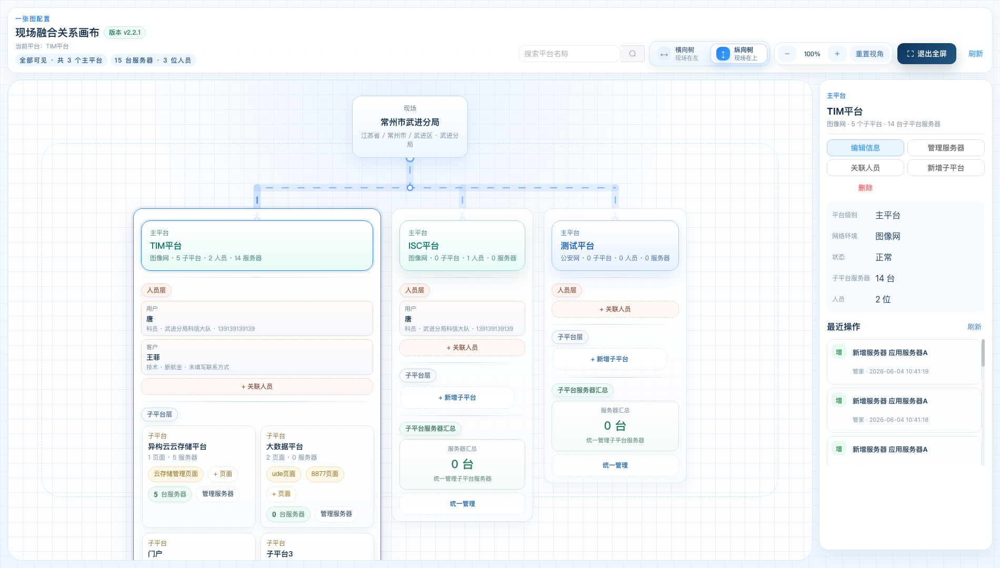 一张图配置
现场融合关系画布 版本 v2.2.1
当前平台：TIM平台
全部可见 · 共 3 个主平台 15 台服务器 · 3 位人员
搜索平台名称
横向树
现场在左
纵向树
现场在上
− 100% + 重置视角
退出全屏
刷新
现场
常州市武进分局
江苏省 / 常州市 / 武进区 · 武进分
局
主平台
TIM平台
图像网 · 5 子平台 · 2 人员 · 14 服务器
人员层
用户
唐
科员 · 武进分局科信大队 · 139139139139
客户
王菲
技术 · 新航金 · 未填写联系方式
+ 关联人员
子平台层
子平台
异构云云存储平台
1 页面 · 5 服务器
云存储管理页面 + 页面
5 台服务器 管理服务器
子平台
大数据平台
2 页面 · 0 服务器
ude页面 8877页面
+ 页面
0 台服务器 管理服务器
子平台
门户
子平台
子平台3
主平台
ISC平台
图像网 · 0 子平台 · 1 人员 · 0 服务器
人员层
用户
唐
科员 · 武进分局科信大队 · 139139139139
+ 关联人员
子平台层
+ 新增子平台
子平台服务器汇总
服务器汇总
0 台
统一管理子平台服务器
统一管理
主平台
测试平台
公安网 · 0 子平台 · 0 人员 · 0 服务器
人员层
+ 关联人员
子平台层
+ 新增子平台
子平台服务器汇总
服务器汇总
0 台
统一管理子平台服务器
统一管理
主平台
TIM平台
图像网 · 5 个子平台 · 14 台子平台服务器
编辑信息 管理服务器
关联人员 新增子平台
删除
平台级别 主平台
网络环境 图像网
状态 正常
子平台服务器 14 台
人员 2 位
最近操作 刷新
增 新增服务器 应用服务器A
管家 · 2026-06-04 10:41:19
增 新增服务器 应用服务器A
管家 · 2026-06-04 10:41:18
增 新增服务器 应用服务器A